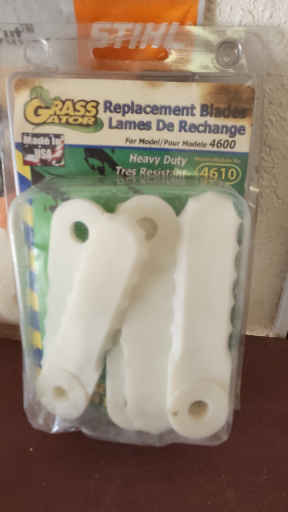 STIHL
GRASS
GATOR
Replacement Blades
Lames De Rechange
For Model/Pour Modele 4600
Made in
USA
Heavy Duty
Tres Resistant
4610